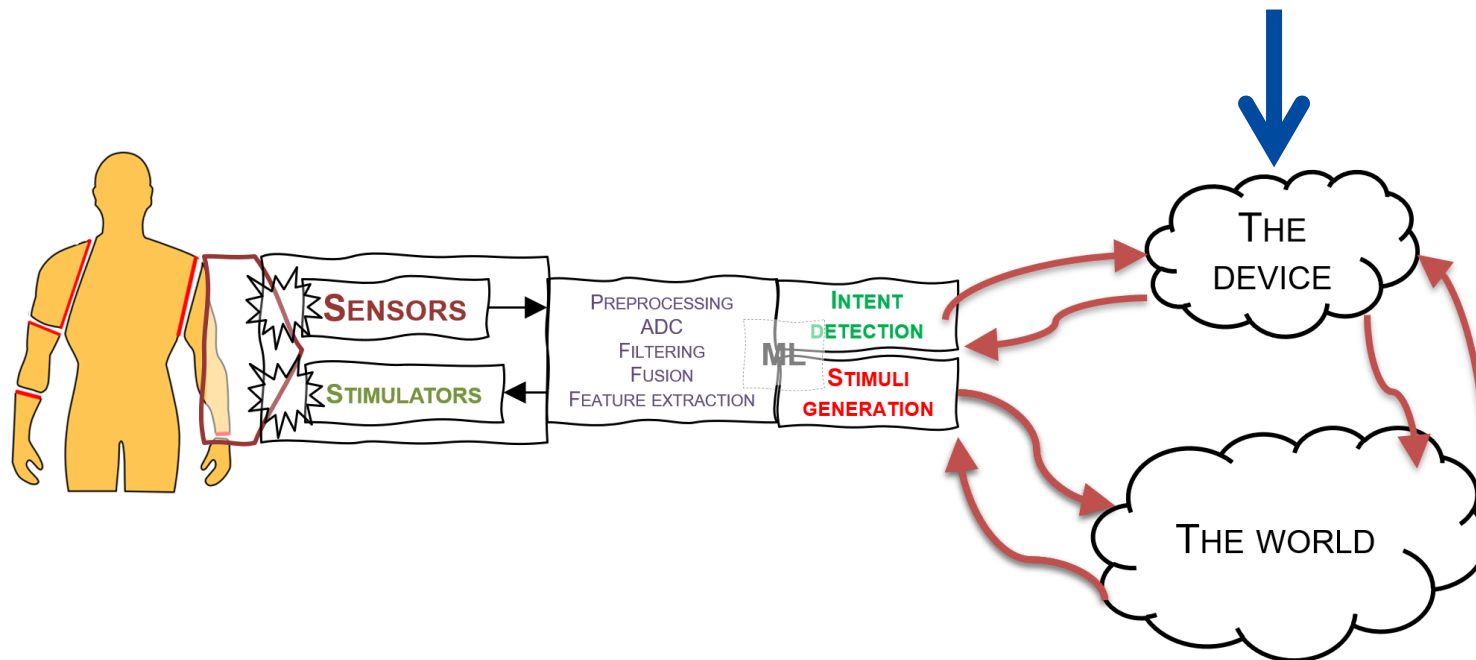 SENSORS
STIMULATORS
PREPROCESSING
ADC
FILTERING
FUSION
FEATURE EXTRACTION
ML
INTENT
DETECTION
STIMULI
GENERATION
THE
DEVICE
THE WORLD